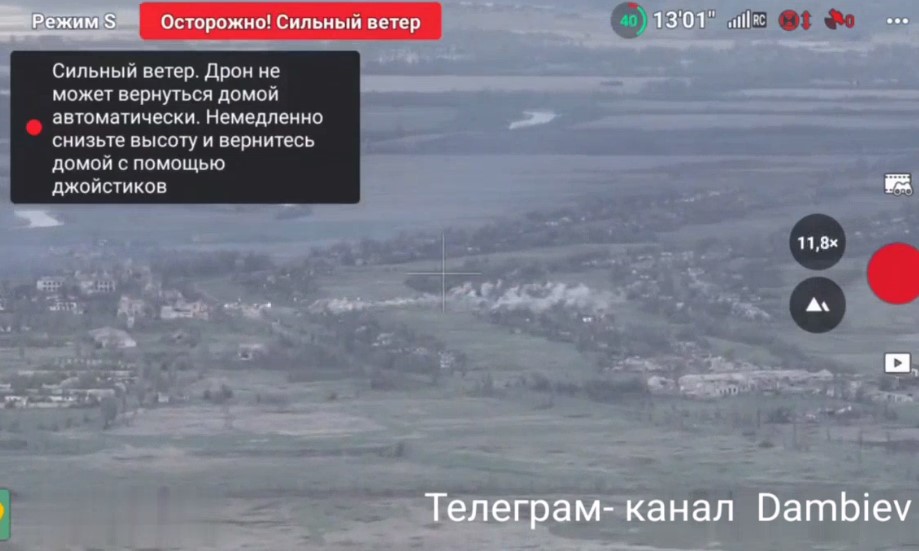 Режим S
Осторожно! Сильный ветер
40
13'01"
RC
0
Сильный ветер. Дрон не
может вернуться домой
автоматически. Немедленно
снизьте высоту и вернитесь
домой с помощью
джойстиков
11,8×
Телеграм- канал Dambiev